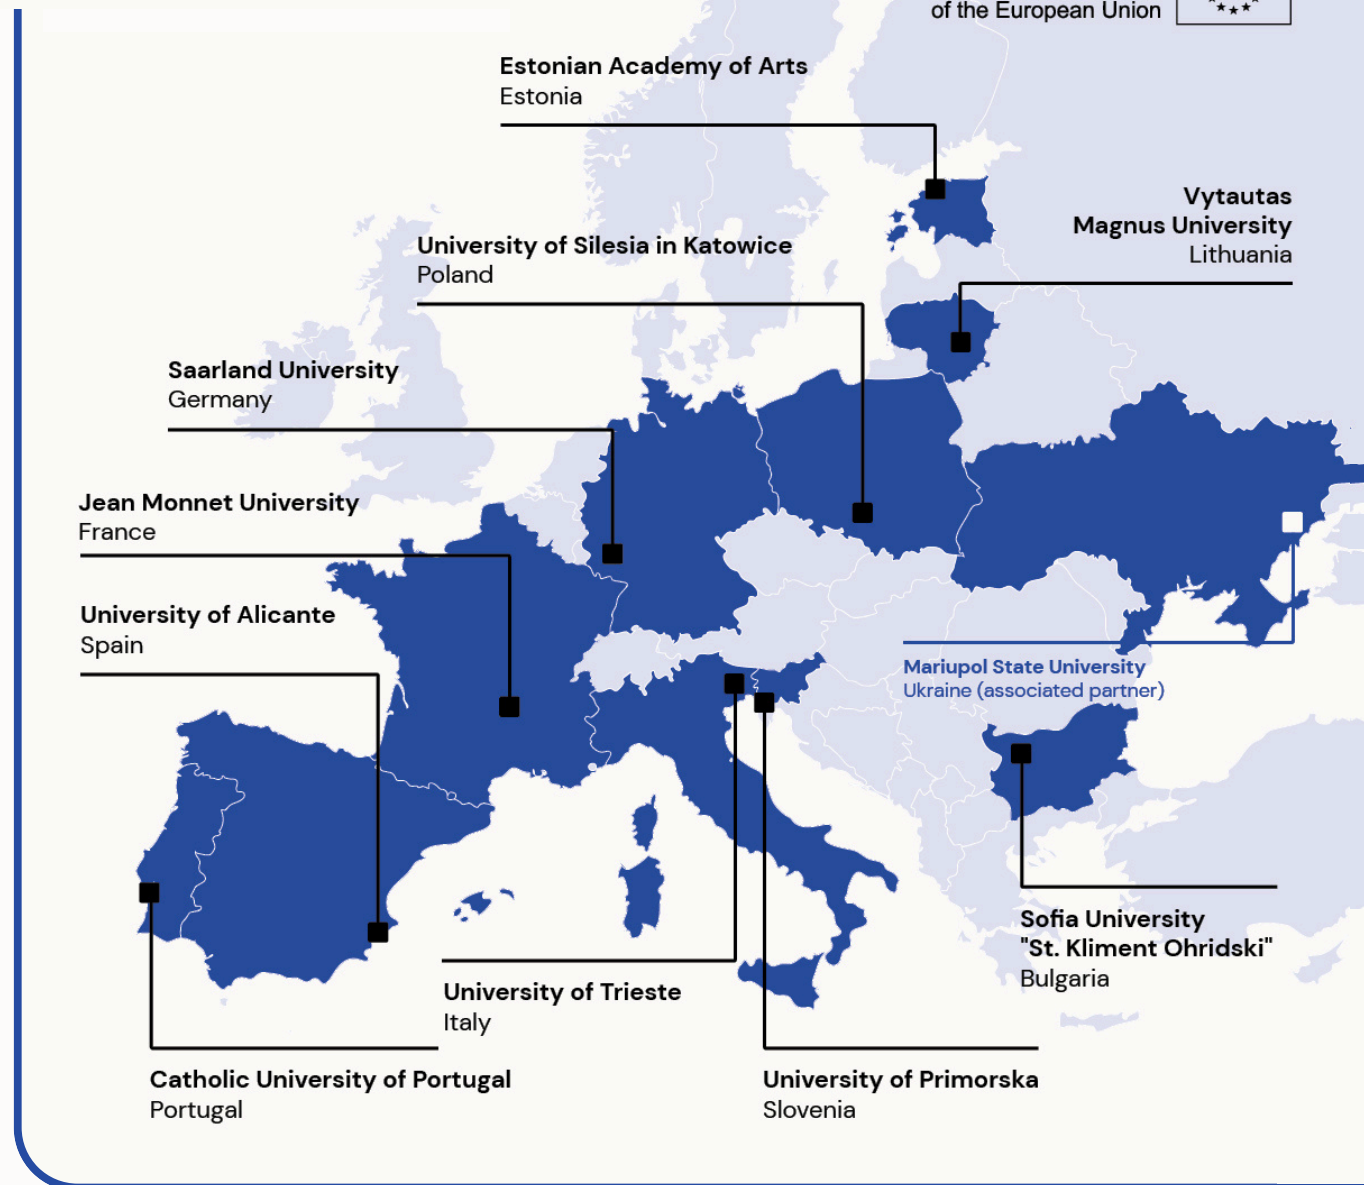 of the European Union
Estonian Academy of Arts
Estonia
Vytautas
Magnus University
Lithuania
University of Silesia in Katowice
Poland
Saarland University
Germany
Jean Monnet University
France
University of Alicante
Spain
Mariupol State University
Ukraine (associated partner)
Sofia University
"St. Kliment Ohridski"
Bulgaria
University of Trieste
Italy
Catholic University of Portugal
Portugal
University of Primorska
Slovenia